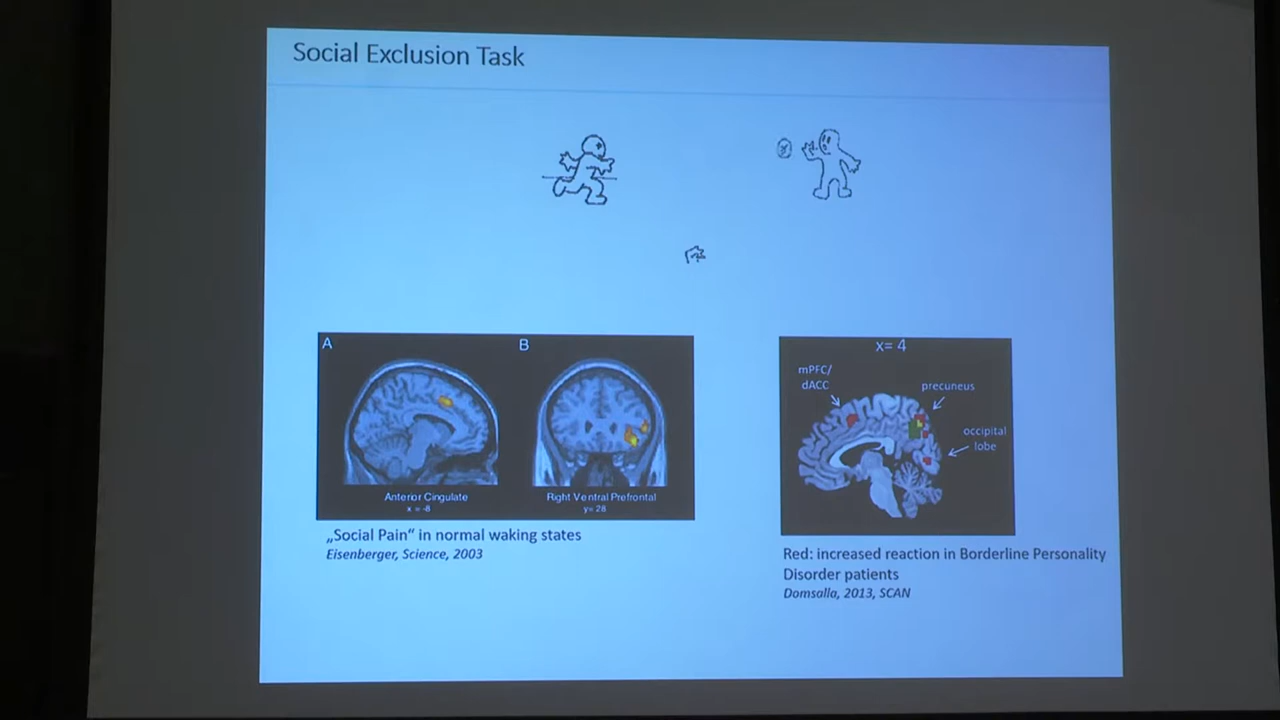 Social Exclusion Task
A
B
Anterior Cingulate
x = -8
Right Ventral Prefrontal
y= 28
„Social Pain“ in normal waking states
Eisenberger, Science, 2003
x= 4
mPFC/
dACC
precuneus
occipital
lobe
Red: increased reaction in Borderline Personality
Disorder patients
Domsalla, 2013, SCAN